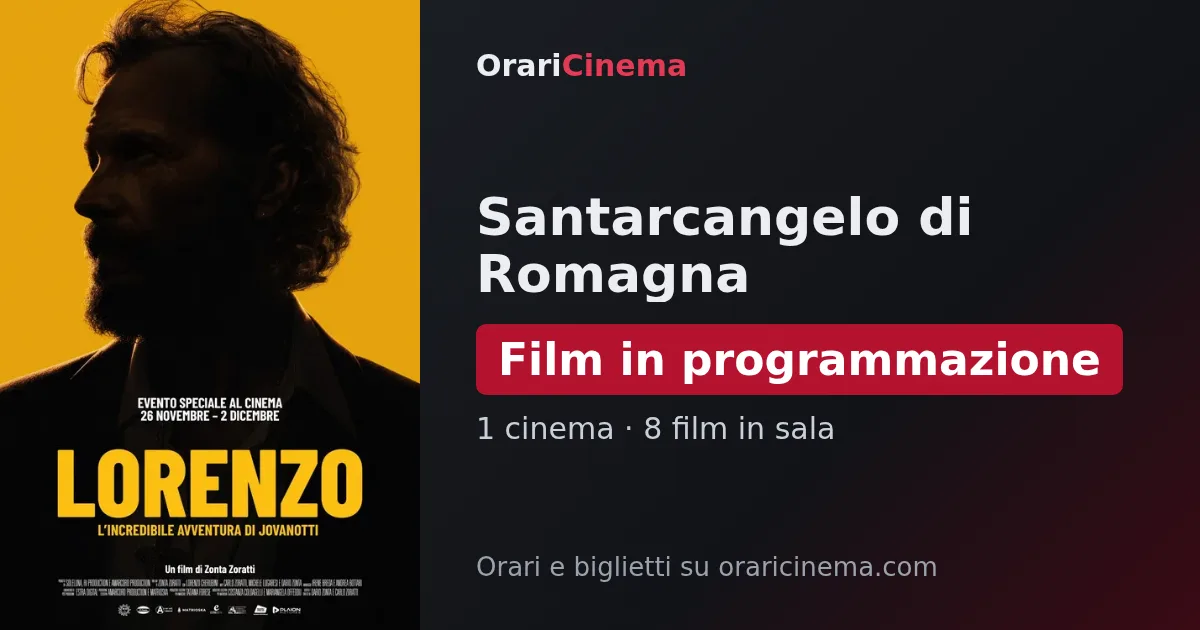 EVENTO SPECIALE AL CINEMA
26 NOVEMBRE – 2 DICEMBRE
LORENZO
L'INCREDIBILE AVVENTURA DI JOVANOTTI
Un film di Zonta Zoratti
PLAION
OrariCinema
Santarcangelo di
Romagna
Film in programmazione
1 cinema · 8 film in sala
Orari e biglietti su oraricinema.com